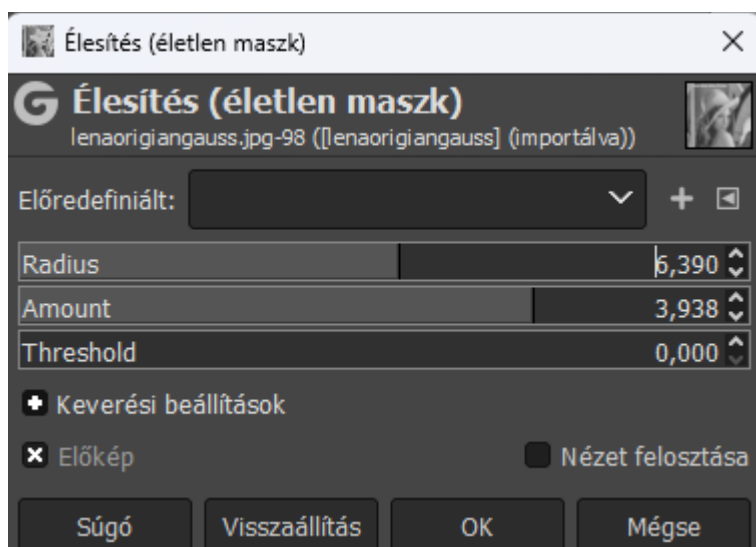 Élesítés (életlen maszk)
Élesítés (életlen maszk)
lenaorigiangauss.jpg-98 ([lenaorigiangauss] (importálva))
Előredefiniált:
Radius 6,390
Amount 3,938
Threshold 0,000
Keverési beállítások
Előkép Nézet felosztása
Súgó Visszaállítás OK Mégse